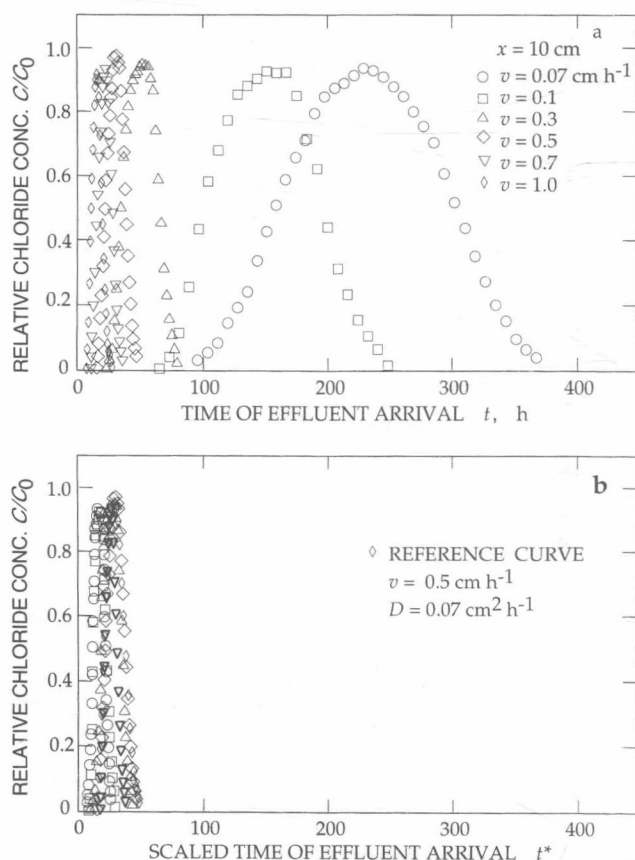 a
x = 10 cm
○ v = 0.07 cm h⁻¹
□ v = 0.1
△ v = 0.3
◇ v = 0.5
▽ v = 0.7
◊ v = 1.0
RELATIVE CHLORIDE CONC. C/C₀
1.0
0.8
0.6
0.4
0.2
0
0 100 200 300 400
TIME OF EFFLUENT ARRIVAL t, h
b
◊ REFERENCE CURVE
v = 0.5 cm h⁻¹
D = 0.07 cm² h⁻¹
RELATIVE CHLORIDE CONC. C/C₀
1.0
0.8
0.6
0.4
0.2
0
0 100 200 300 400
SCALED TIME OF EFFLUENT ARRIVAL t*